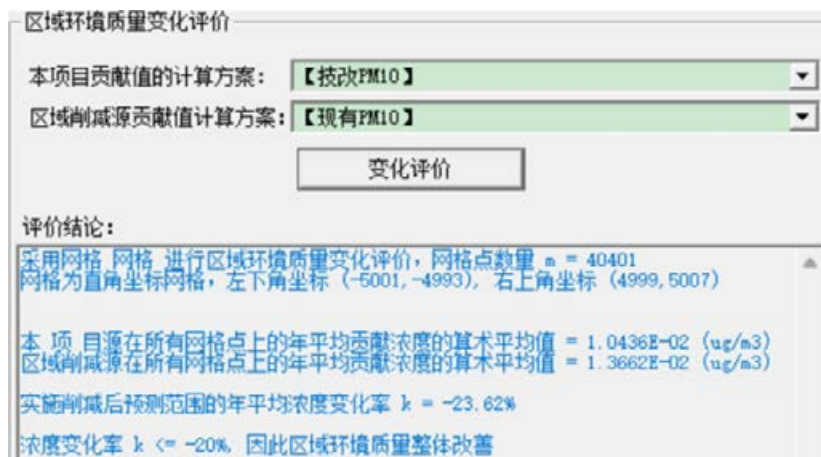 区域环境质量变化评价
本项目贡献值的计算方案：【技改PM10】
区域削减源贡献值计算方案：【现有PM10】
变化评价
评价结论：
采用网格 网格 进行区域环境质量变化评价，网格点数量 n = 40401
网格为直角坐标网格，左下角坐标 (-5001,-4993), 右上角坐标 (4999,5007)
本 项 目源在所有网格点上的年平均贡献浓度的算术平均值 = 1.0436E-02 (ug/m3)
区域削减源在所有网格点上的年平均贡献浓度的算术平均值 = 1.3662E-02 (ug/m3)
实施削减后预测范围的年平均浓度变化率 k = -23.62%
浓度变化率 k <= -20%, 因此区域环境质量整体改善